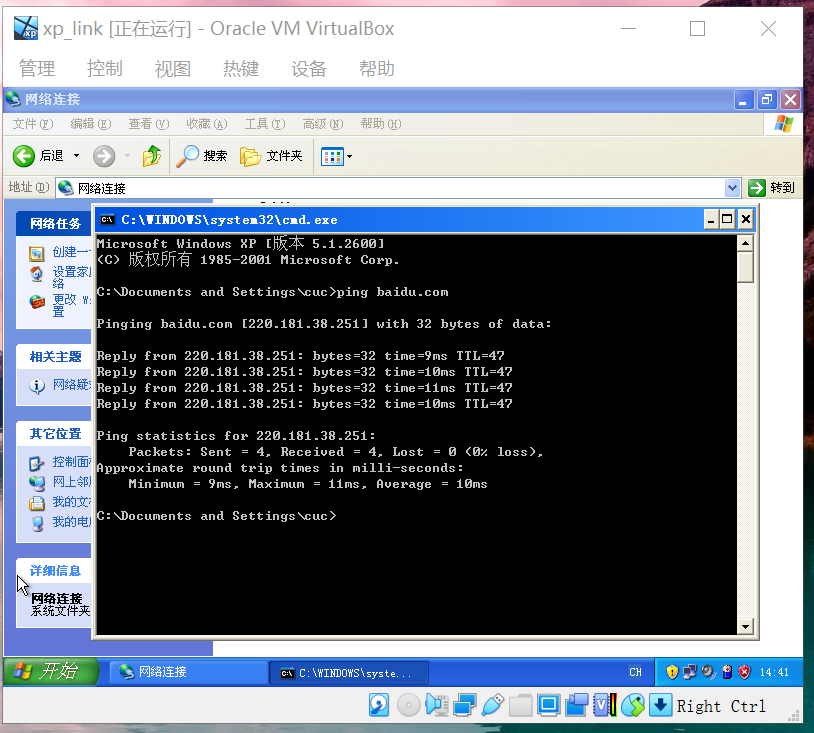 xp_link [正在运行] - Oracle VM VirtualBox
管理 控制 视图 热键 设备 帮助
网络连接
文件(F) 编辑(E) 查看(V) 收藏(A) 工具(T) 高级(N) 帮助(H)
后退 搜索 文件夹
地址(D) 网络连接 转到
网络任务
创建一
设置家
络
更改 W
置
相关主题
网络疑
其它位置
控制面
网上邻
我的文
我的电
详细信息
网络连接
系统文件夹
C:\WINDOWS\system32\cmd.exe
Microsoft Windows XP [版本 5.1.2600]
(C) 版权所有 1985-2001 Microsoft Corp.
C:\Documents and Settings\cuc>ping baidu.com
Pinging baidu.com [220.181.38.251] with 32 bytes of data:
Reply from 220.181.38.251: bytes=32 time=9ms TTL=47
Reply from 220.181.38.251: bytes=32 time=10ms TTL=47
Reply from 220.181.38.251: bytes=32 time=11ms TTL=47
Reply from 220.181.38.251: bytes=32 time=10ms TTL=47
Ping statistics for 220.181.38.251:
Packets: Sent = 4, Received = 4, Lost = 0 (0% loss),
Approximate round trip times in milli-seconds:
Minimum = 9ms, Maximum = 11ms, Average = 10ms
C:\Documents and Settings\cuc>
开始 网络连接 C:\WINDOWS\syste... CH 14:41
Right Ctrl